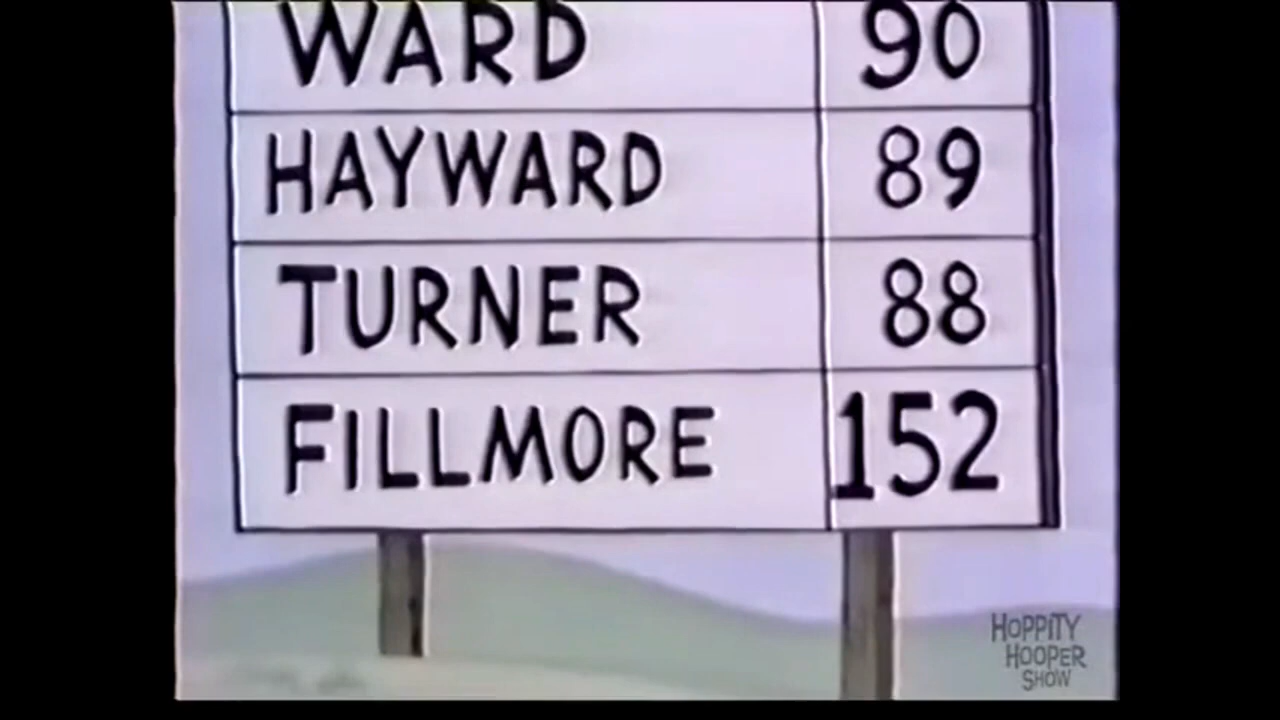 WARD 90
HAYWARD 89
TURNER 88
FILLMORE 152
HOPPITY
HOOPER
SHOW